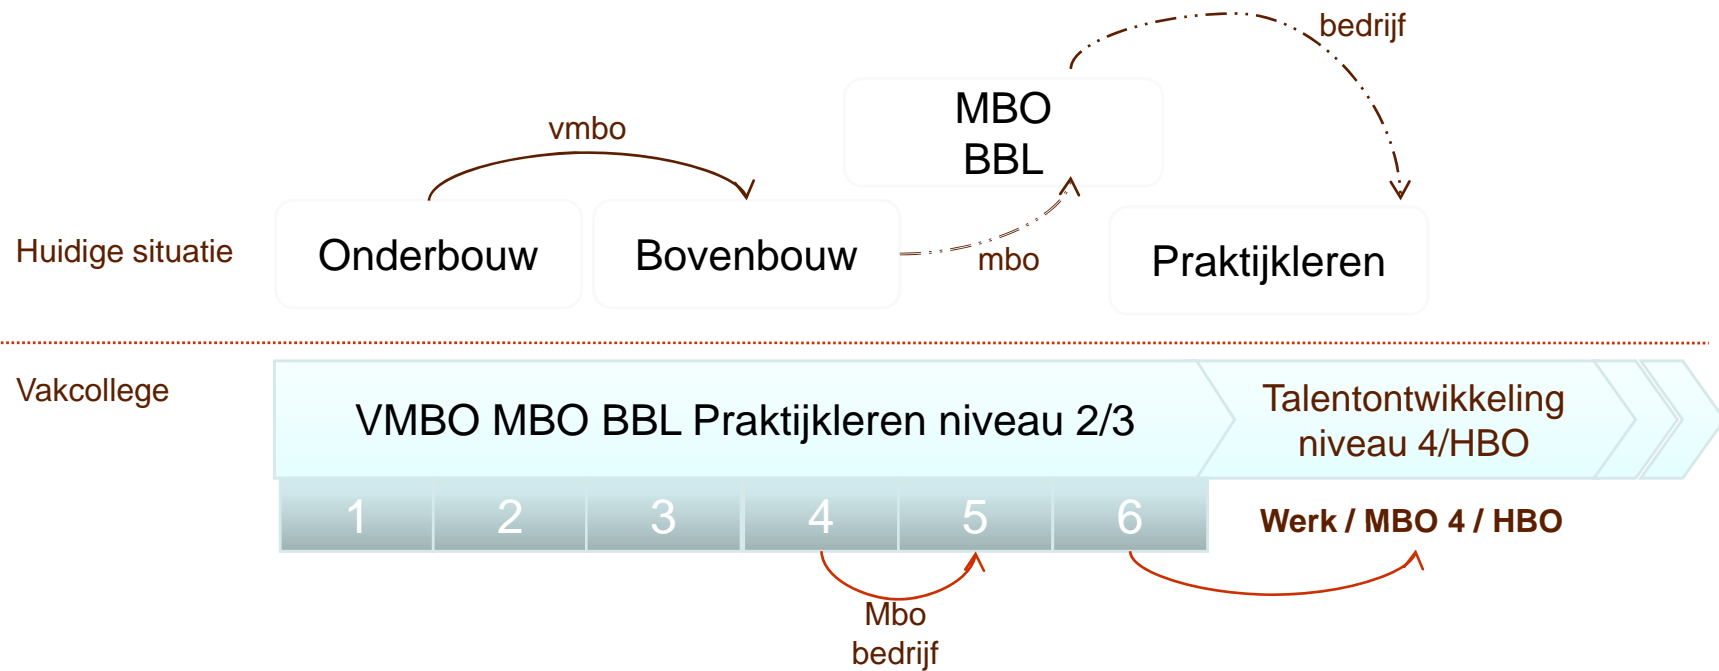 bedrijf
MBO
BBL
vmbo
Huidige situatie
Onderbouw
Bovenbouw
mbo
Praktijkleren
Vakcollege
VMBO MBO BBL Praktijkleren niveau 2/3
Talentontwikkeling
niveau 4/HBO
1 2 3 4 5 6
Werk / MBO 4 / HBO
Mbo
bedrijf